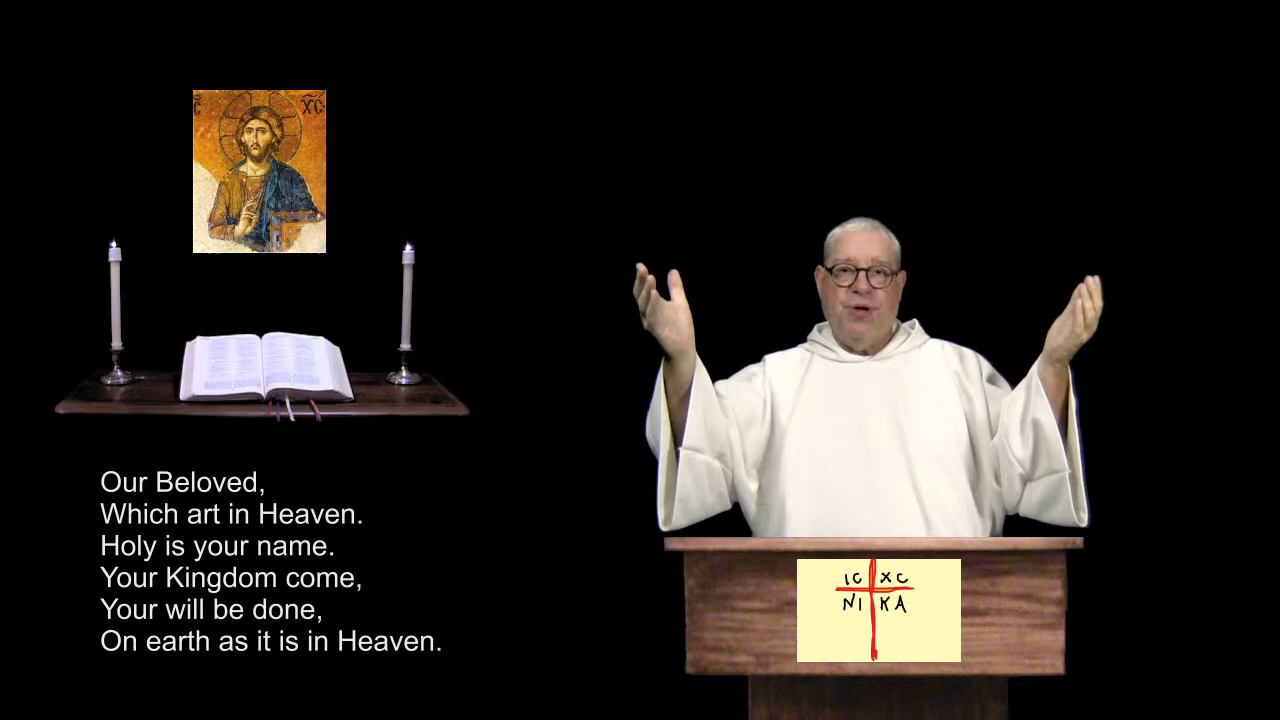 XC
Our Beloved,
Which art in Heaven.
Holy is your name.
Your Kingdom come,
Your will be done,
On earth as it is in Heaven.
IC XC
NI KA